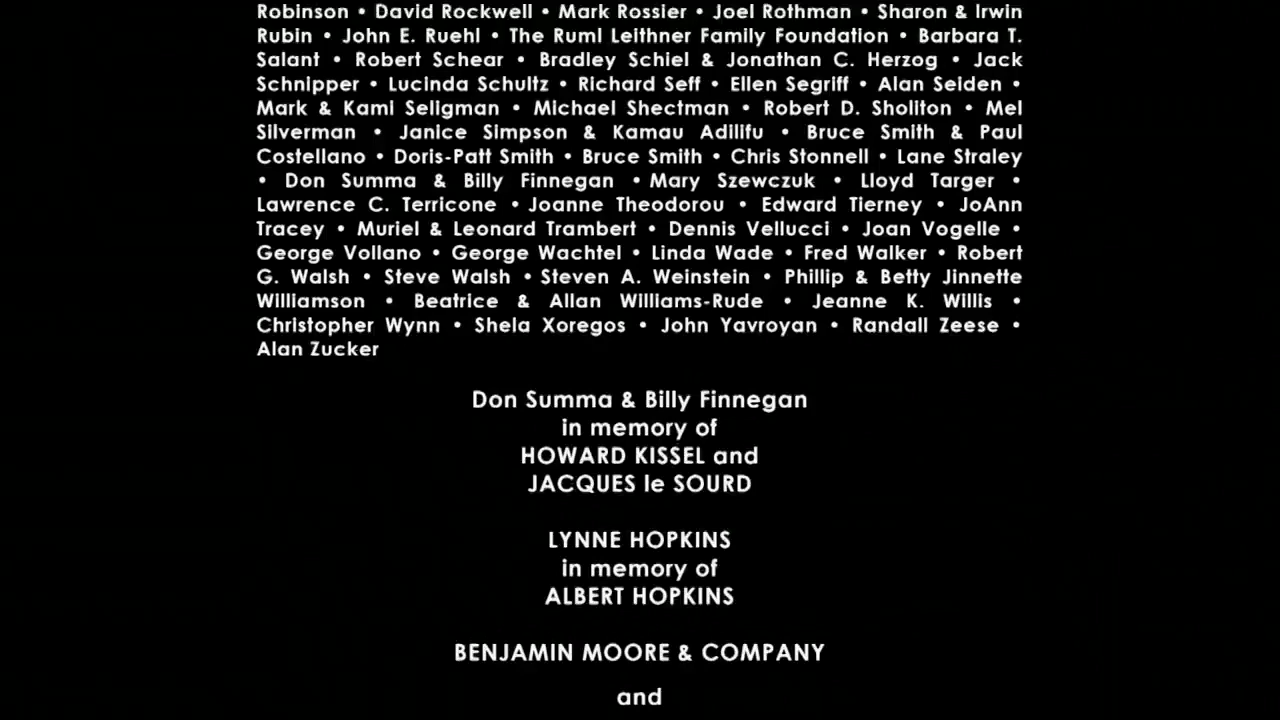 Robinson • David Rockwell • Mark Rossier • Joel Rothman • Sharon & Irwin
Rubin • John E. Ruehl • The Ruml Leithner Family Foundation • Barbara T.
Salant • Robert Schear • Bradley Schiel & Jonathan C. Herzog • Jack
Schnipper • Lucinda Schultz • Richard Seff • Ellen Segriff • Alan Seiden •
Mark & Kami Seligman • Michael Shectman • Robert D. Shollton • Mel
Silverman • Janice Simpson & Kamau Adilifu • Bruce Smith & Paul
Costellano • Doris-Patt Smith • Bruce Smith • Chris Stonnell • Lane Straley
• Don Summa & Billy Finnegan • Mary Szewczuk • Lloyd Targer •
Lawrence C. Terricone • Joanne Theodorou • Edward Tierney • JoAnn
Tracey • Muriel & Leonard Trambert • Dennis Vellucci • Joan Vogelle •
George Vollano • George Wachtel • Linda Wade • Fred Walker • Robert
G. Walsh • Steve Walsh • Steven A. Weinstein • Phillip & Betty Jinnette
Williamson • Beatrice & Allan Williams-Rude • Jeanne K. Willis •
Christopher Wynn • Shela Xoregos • John Yavroyan • Randall Zeese •
Alan Zucker
Don Summa & Billy Finnegan
in memory of
HOWARD KISSEL and
JACQUES le SOURD
LYNNE HOPKINS
in memory of
ALBERT HOPKINS
BENJAMIN MOORE & COMPANY
and